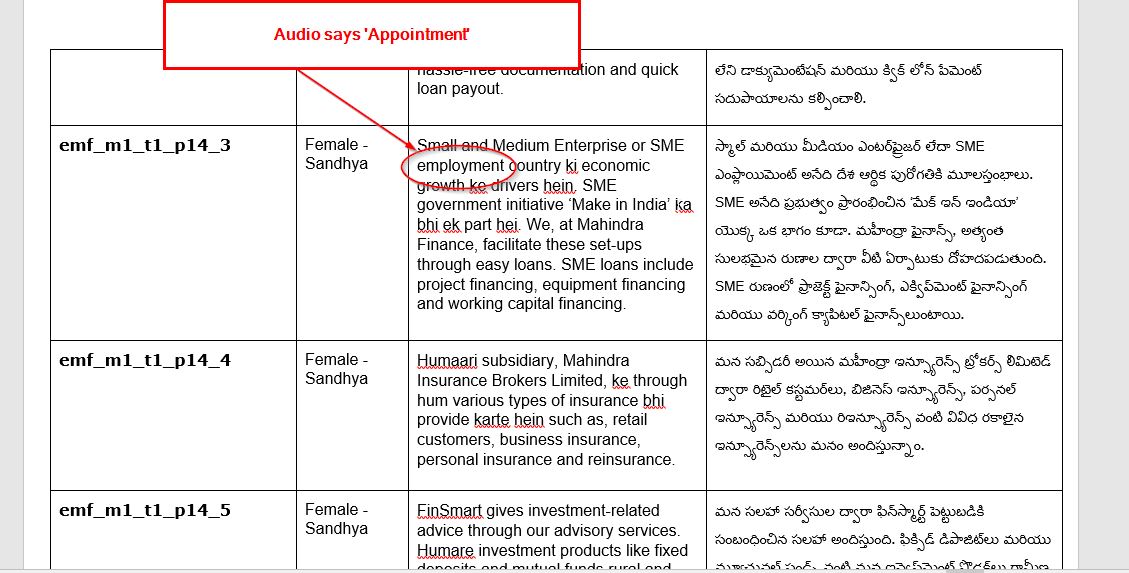 Audio says 'Appointment'
hassle-free documentation and quick
loan payout.
లేని డాక్యుమెంటేషన్ మరియు క్విక్ లోన్ పేమెంట్
సదుపాయాలను కల్పించాలి.
emf_m1_t1_p14_3
Female -
Sandhya
Small and Medium Enterprise or SME
employment country ki economic
growth ke drivers hein. SME
government initiative ‘Make in India’ ka
bhi ek part hei. We, at Mahindra
Finance, facilitate these set-ups
through easy loans. SME loans include
project financing, equipment financing
and working capital financing.
స్మాల్ మరియు మీడియం ఎంటర్‌ప్రైజర్ లేదా SME
ఎంప్లాయిమెంట్ అనేది దేశ ఆర్థిక పురోగతికి మూలస్తంభాలు.
SME అనేది ప్రభుత్వం ప్రారంభించిన ‘మేక్ ఇన్ ఇండియా’
యొక్క ఒక భాగం కూడా. మహీంద్రా ఫైనాన్స్, అత్యంత
సులభమైన రుణాల ద్వారా వీటి ఏర్పాటుకు దోహదపడుతుంది.
SME రుణంలో ప్రాజెక్ట్ ఫైనాన్సింగ్, ఎక్విప్‌మెంట్ ఫైనాన్సింగ్
మరియు వర్కింగ్ క్యాపిటల్ ఫైనాన్స్‌లుంటాయి.
emf_m1_t1_p14_4
Female -
Sandhya
Humaari subsidiary, Mahindra
Insurance Brokers Limited, ke through
hum various types of insurance bhi
provide karte hein such as, retail
customers, business insurance,
personal insurance and reinsurance.
మన సబ్సిడరీ అయిన మహీంద్రా ఇన్స్యూరెన్స్ బ్రోకర్స్ లిమిటెడ్
ద్వారా రిటైల్ కస్టమర్‌లు, బిజినెస్ ఇన్స్యూరెన్స్, పర్సనల్
ఇన్స్యూరెన్స్ మరియు రిఇన్స్యూరెన్స్ వంటి వివిధ రకాలైన
ఇన్స్యూరెన్స్‌లను మనం అందిస్తున్నాం.
emf_m1_t1_p14_5
Female -
Sandhya
FinSmart gives investment-related
advice through our advisory services.
Humare investment products like fixed
deposits and mutual funds rural and
మన సలహా సర్వీసుల ద్వారా ఫిన్‌స్మార్ట్ పెట్టుబడికి
సంబంధించిన సలహా అందిస్తుంది. ఫిక్సిడ్ డిపాజిట్‌లు మరియు